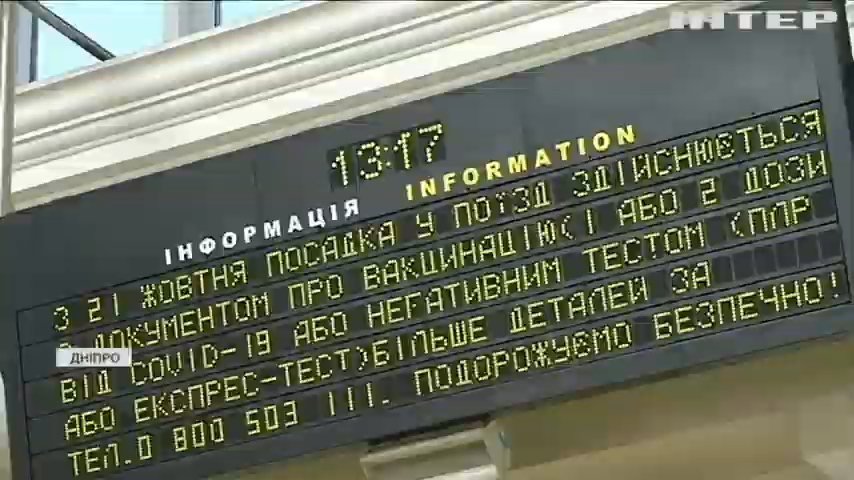 ІНТЕР
13:17
ІНФОРМАЦІЯ INFORMATION
З 21 ЖОВТНЯ ПОСАДКА У ПОЇЗД ЗДІЙСНЮЄТЬСЯ
З ДОКУМЕНТОМ ПРО ВАКЦИНАЦІЮ(1 АБО 2 ДОЗИ
ВІД COVID-19 АБО НЕГАТИВНИМ ТЕСТОМ (ПЛР
АБО ЕКСПРЕС-ТЕСТ)БІЛЬШЕ ДЕТАЛЕЙ ЗА
ТЕЛ.0 800 503 111. ПОДОРОЖУЄМО БЕЗПЕЧНО!
ДНІПРО